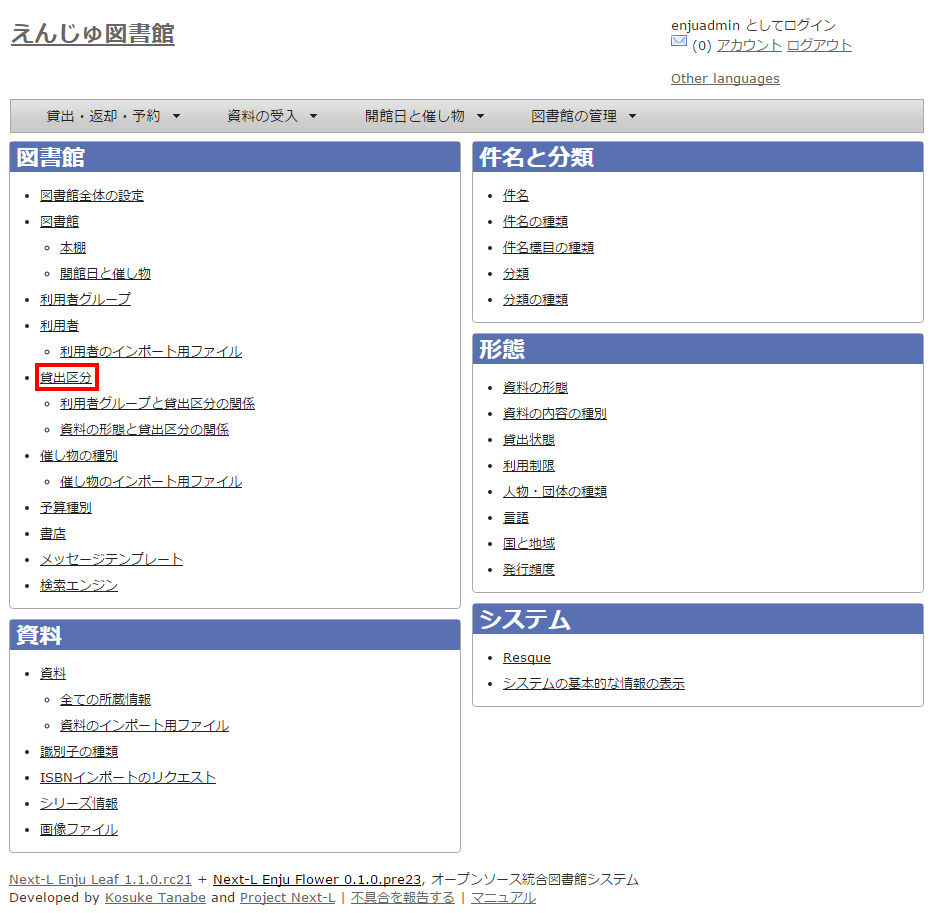 えんじゅ図書館
enjuadmin としてログイン
(0) アカウント ログアウト
Other languages
貸出・返却・予約 資料の受入 開館日と催し物 図書館の管理
図書館
図書館全体の設定
図書館
本棚
開館日と催し物
利用者グループ
利用者
利用者のインポート用ファイル
貸出区分
利用者グループと貸出区分の関係
資料の形態と貸出区分の関係
催し物の種別
催し物のインポート用ファイル
予算種別
書店
メッセージテンプレート
検索エンジン
資料
資料
全ての所蔵情報
資料のインポート用ファイル
識別子の種類
ISBNインポートのリクエスト
シリーズ情報
画像ファイル
件名と分類
件名
件名の種類
件名標目の種類
分類
分類の種類
形態
資料の形態
資料の内容の種別
貸出状態
利用制限
人物・団体の種類
言語
国と地域
発行頻度
システム
Resque
システムの基本的な情報の表示
Next-L Enju Leaf 1.1.0.rc21 + Next-L Enju Flower 0.1.0.pre23, オープンソース統合図書館システム
Developed by Kosuke Tanabe and Project Next-L | 不具合を報告する | マニュアル